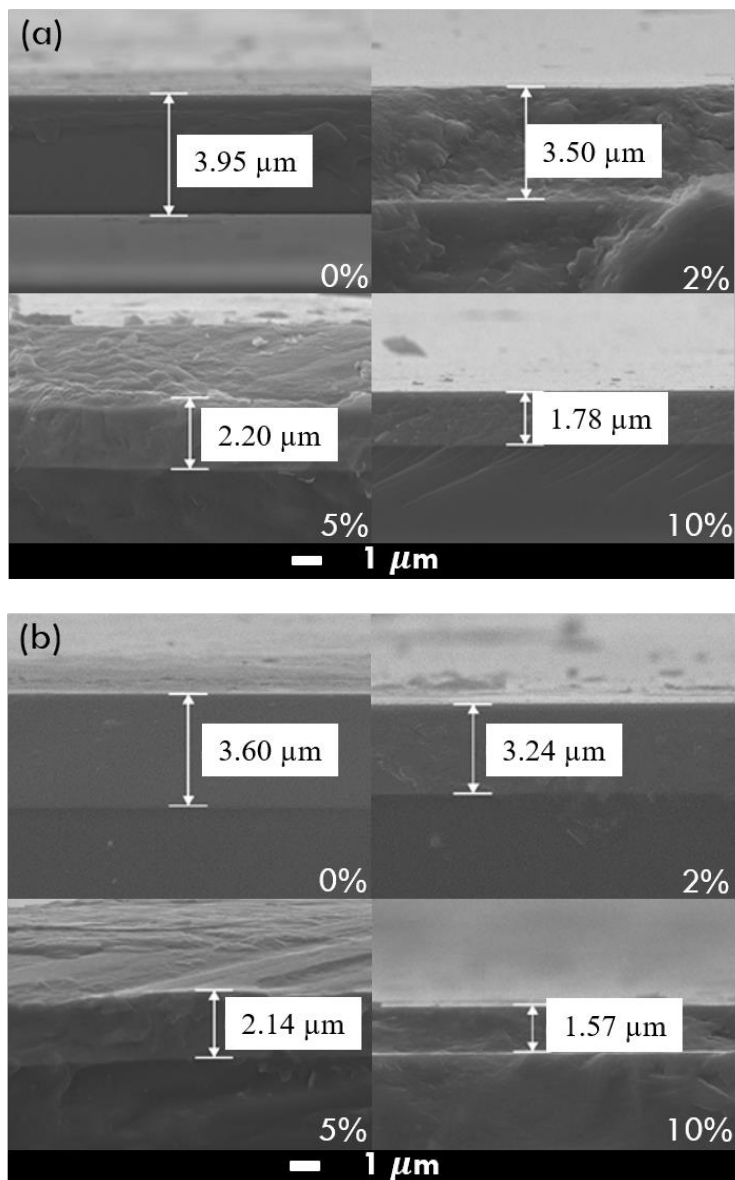 (a)
3.95 µm
0%
3.50 µm
2%
2.20 µm
5%
1.78 µm
10%
1 µm
(b)
3.60 µm
0%
3.24 µm
2%
2.14 µm
5%
1.57 µm
10%
1 µm